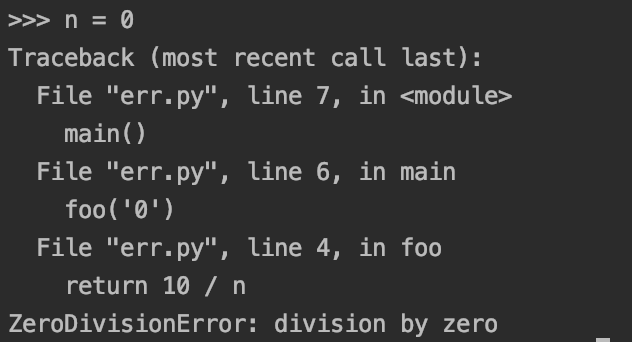 >>> n = 0
Traceback (most recent call last):
  File "err.py", line 7, in <module>
    main()
  File "err.py", line 6, in main
    foo('0')
  File "err.py", line 4, in foo
    return 10 / n
ZeroDivisionError: division by zero